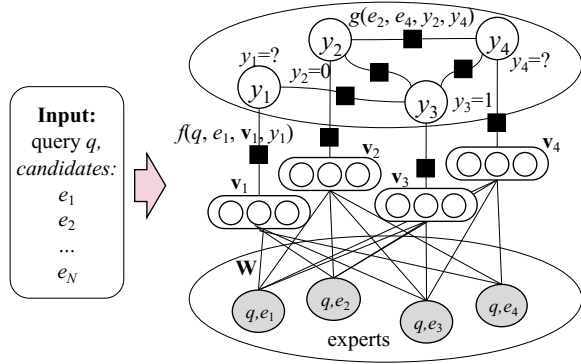 Input:
query q,
candidates:
e₁
e₂
...
e_N
g(e₂, e₄, y₂, y₄)
y₂
y₄
y₁=?
y₂=0
y₄=?
y₁
y₃
y₃=1
f(q, e₁, v₁, y₁)
v₂
v₄
v₁
v₃
W
q,e₁
q,e₂
q,e₃
q,e₄
experts